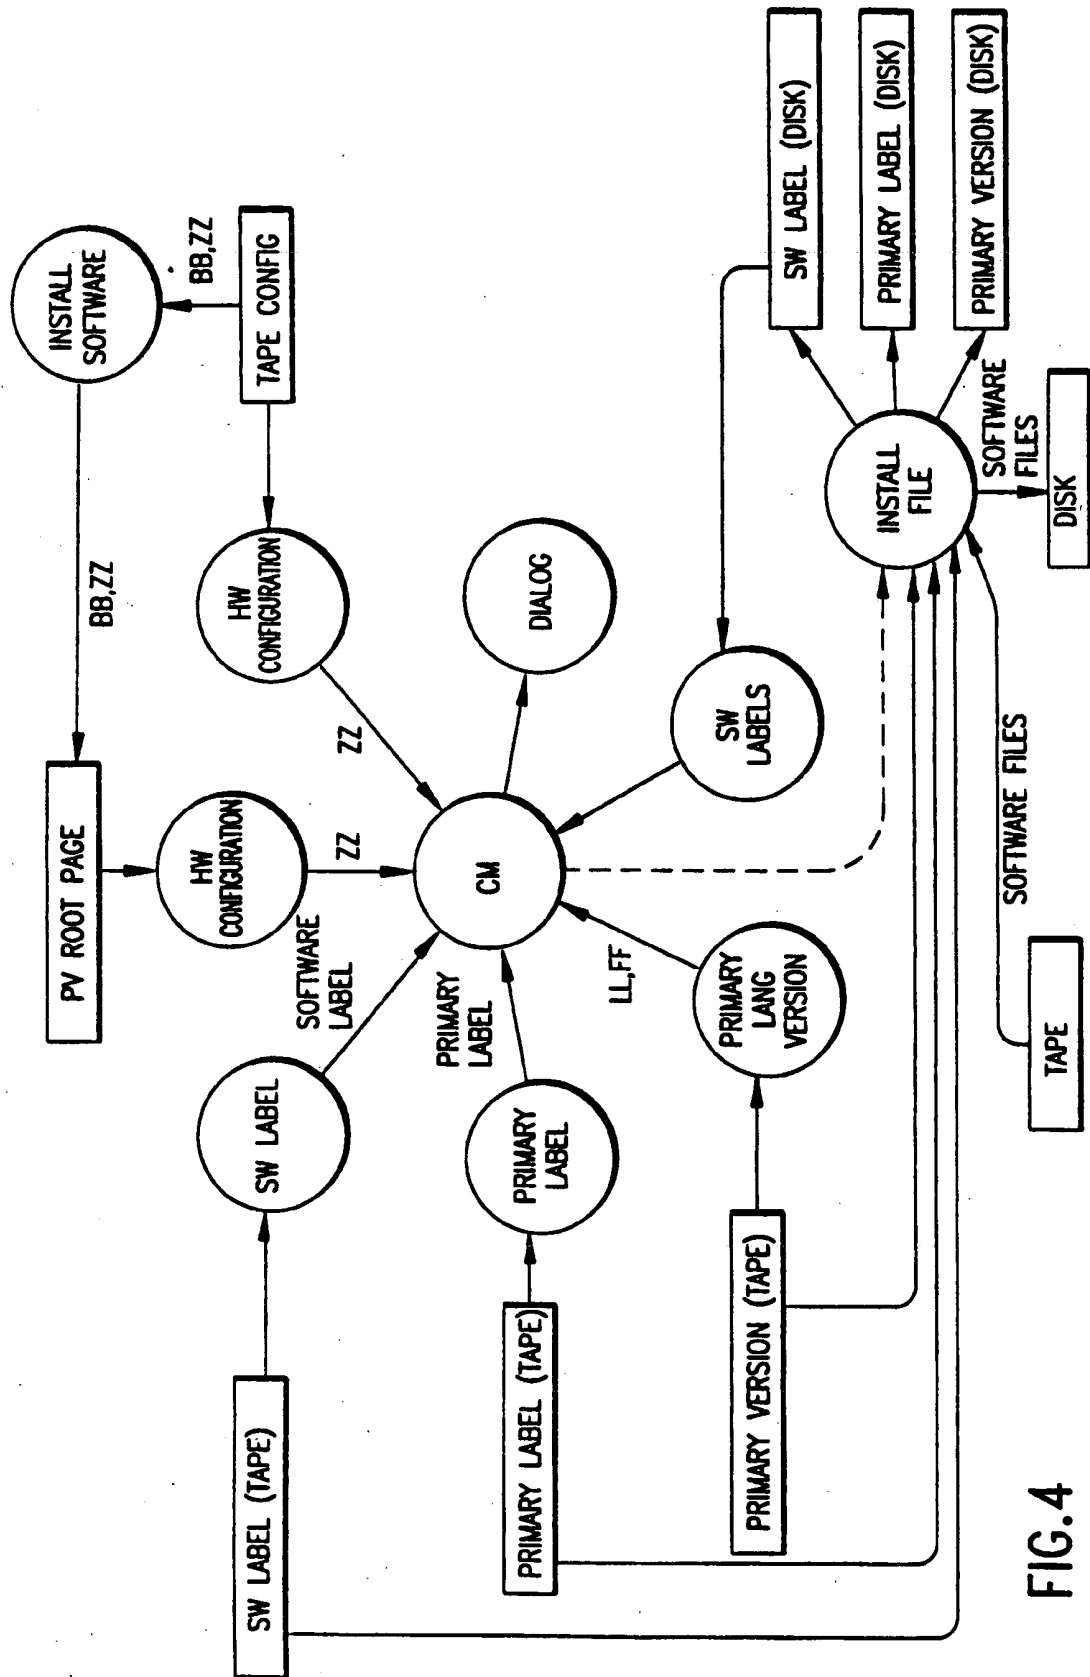 INSTALL
SOFTWARE
BB,ZZ
BB,ZZ
PV ROOT PAGE
TAPE CONFIG
HW
CONFIGURATION
HW
CONFIGURATION
ZZ
ZZ
SW LABEL (TAPE)
SW LABEL
SOFTWARE
LABEL
CM
DIALOG
PRIMARY LABEL (TAPE)
PRIMARY
LABEL
PRIMARY
LABEL
PRIMARY VERSION (TAPE)
PRIMARY
LANG
VERSION
LL,FF
SW
LABELS
SW LABEL (DISK)
PRIMARY LABEL (DISK)
PRIMARY VERSION (DISK)
INSTALL
FILE
SOFTWARE
FILES
DISK
TAPE
SOFTWARE FILES
FIG.4